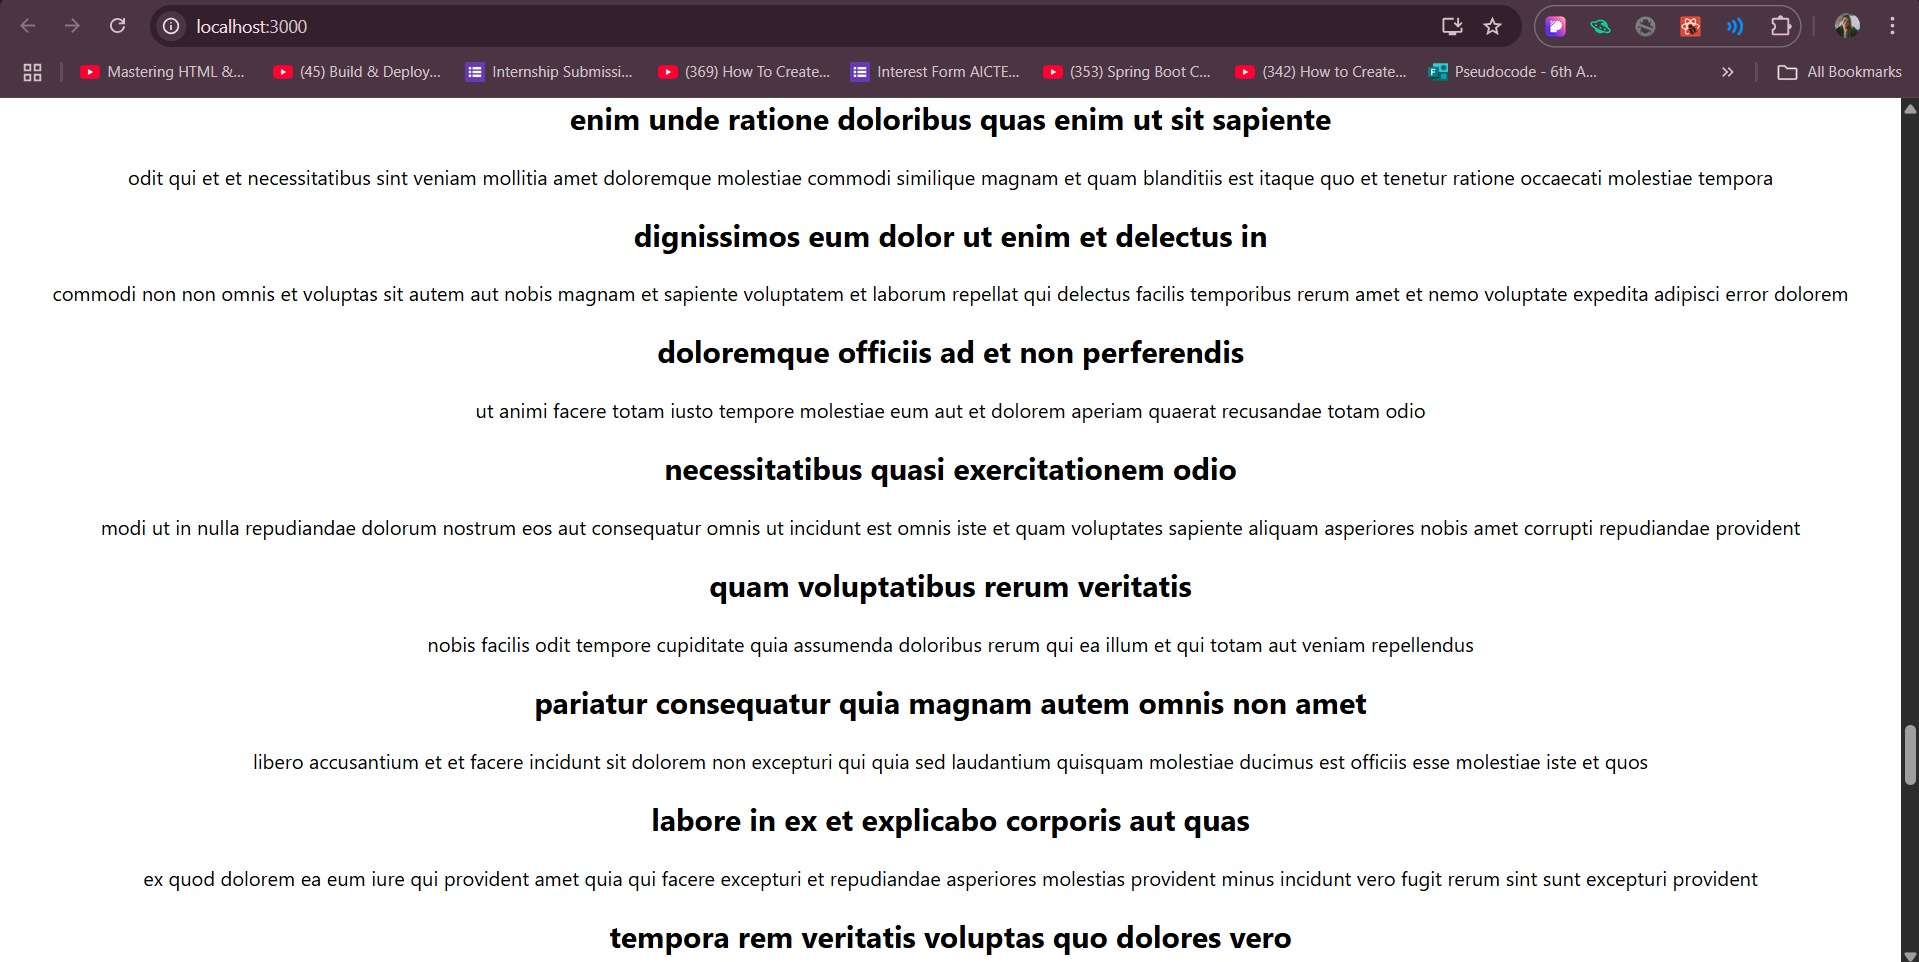 localhost:3000
Mastering HTML &...
(45) Build & Deploy...
Internship Submissi...
(369) How To Create...
Interest Form AICTE...
(353) Spring Boot C...
(342) How to Create...
Pseudocode - 6th A...
All Bookmarks
enim unde ratione doloribus quas enim ut sit sapiente
odit qui et et necessitatibus sint veniam mollitia amet doloremque molestiae commodi similique magnam et quam blanditiis est itaque quo et tenetur ratione occaecati molestiae tempora
dignissimos eum dolor ut enim et delectus in
commodi non non omnis et voluptas sit autem aut nobis magnam et sapiente voluptatem et laborum repellat qui delectus facilis temporibus rerum amet et nemo voluptate expedita adipisci error dolorem
doloremque officiis ad et non perferendis
ut animi facere totam iusto tempore molestiae eum aut et dolorem aperiam quaerat recusandae totam odio
necessitatibus quasi exercitationem odio
modi ut in nulla repudiandae dolorum nostrum eos aut consequatur omnis ut incidunt est omnis iste et quam voluptates sapiente aliquam asperiores nobis amet corrupti repudiandae provident
quam voluptatibus rerum veritatis
nobis facilis odit tempore cupiditate quia assumenda doloribus rerum qui ea illum et qui totam aut veniam repellendus
pariatur consequatur quia magnam autem omnis non amet
libero accusantium et et facere incidunt sit dolorem non excepturi qui quia sed laudantium quisquam molestiae ducimus est officiis esse molestiae iste et quos
labore in ex et explicabo corporis aut quas
ex quod dolorem ea eum iure qui provident amet quia qui facere excepturi et repudiandae asperiores molestias provident minus incidunt vero fugit rerum sint sunt excepturi provident
tempora rem veritatis voluptas quo dolores vero